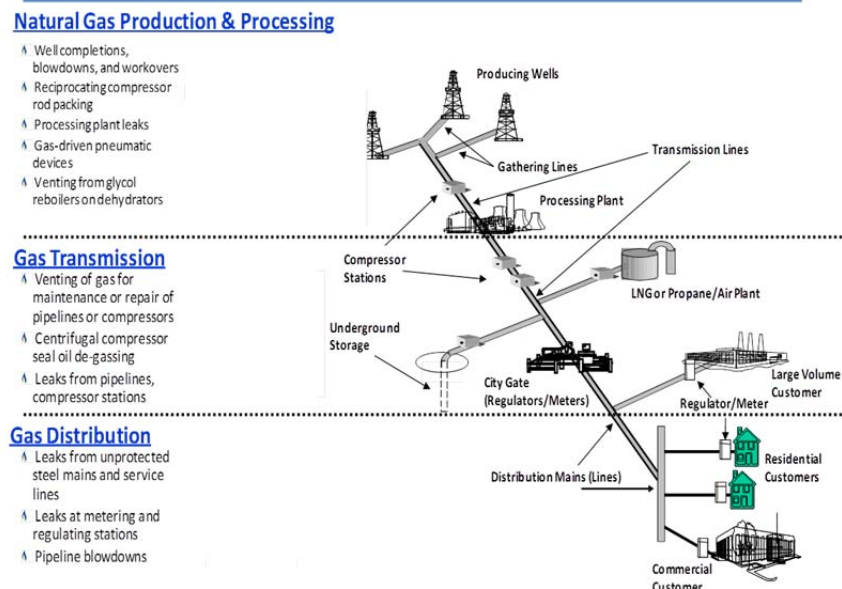 Natural Gas Production & Processing
Well completions,
blowdowns, and workovers
Reciprocating compressor
rod packing
Processing plant leaks
Gas-driven pneumatic
devices
Venting from glycol
reboilers on dehydrators
Producing Wells
Gathering Lines
Transmission Lines
Processing Plant
Gas Transmission
Venting of gas for
maintenance or repair of
pipelines or compressors
Centrifugal compressor
seal oil de-gassing
Leaks from pipelines,
compressor stations
Compressor
Stations
LNG or Propane/Air Plant
Underground
Storage
City Gate
(Regulators/Meters)
Large Volume
Customer
Regulator/Meter
Gas Distribution
Leaks from unprotected
steel mains and service
lines
Leaks at metering and
regulating stations
Pipeline blowdowns
Distribution Mains (Lines)
Residential
Customers
Commercial
Customer